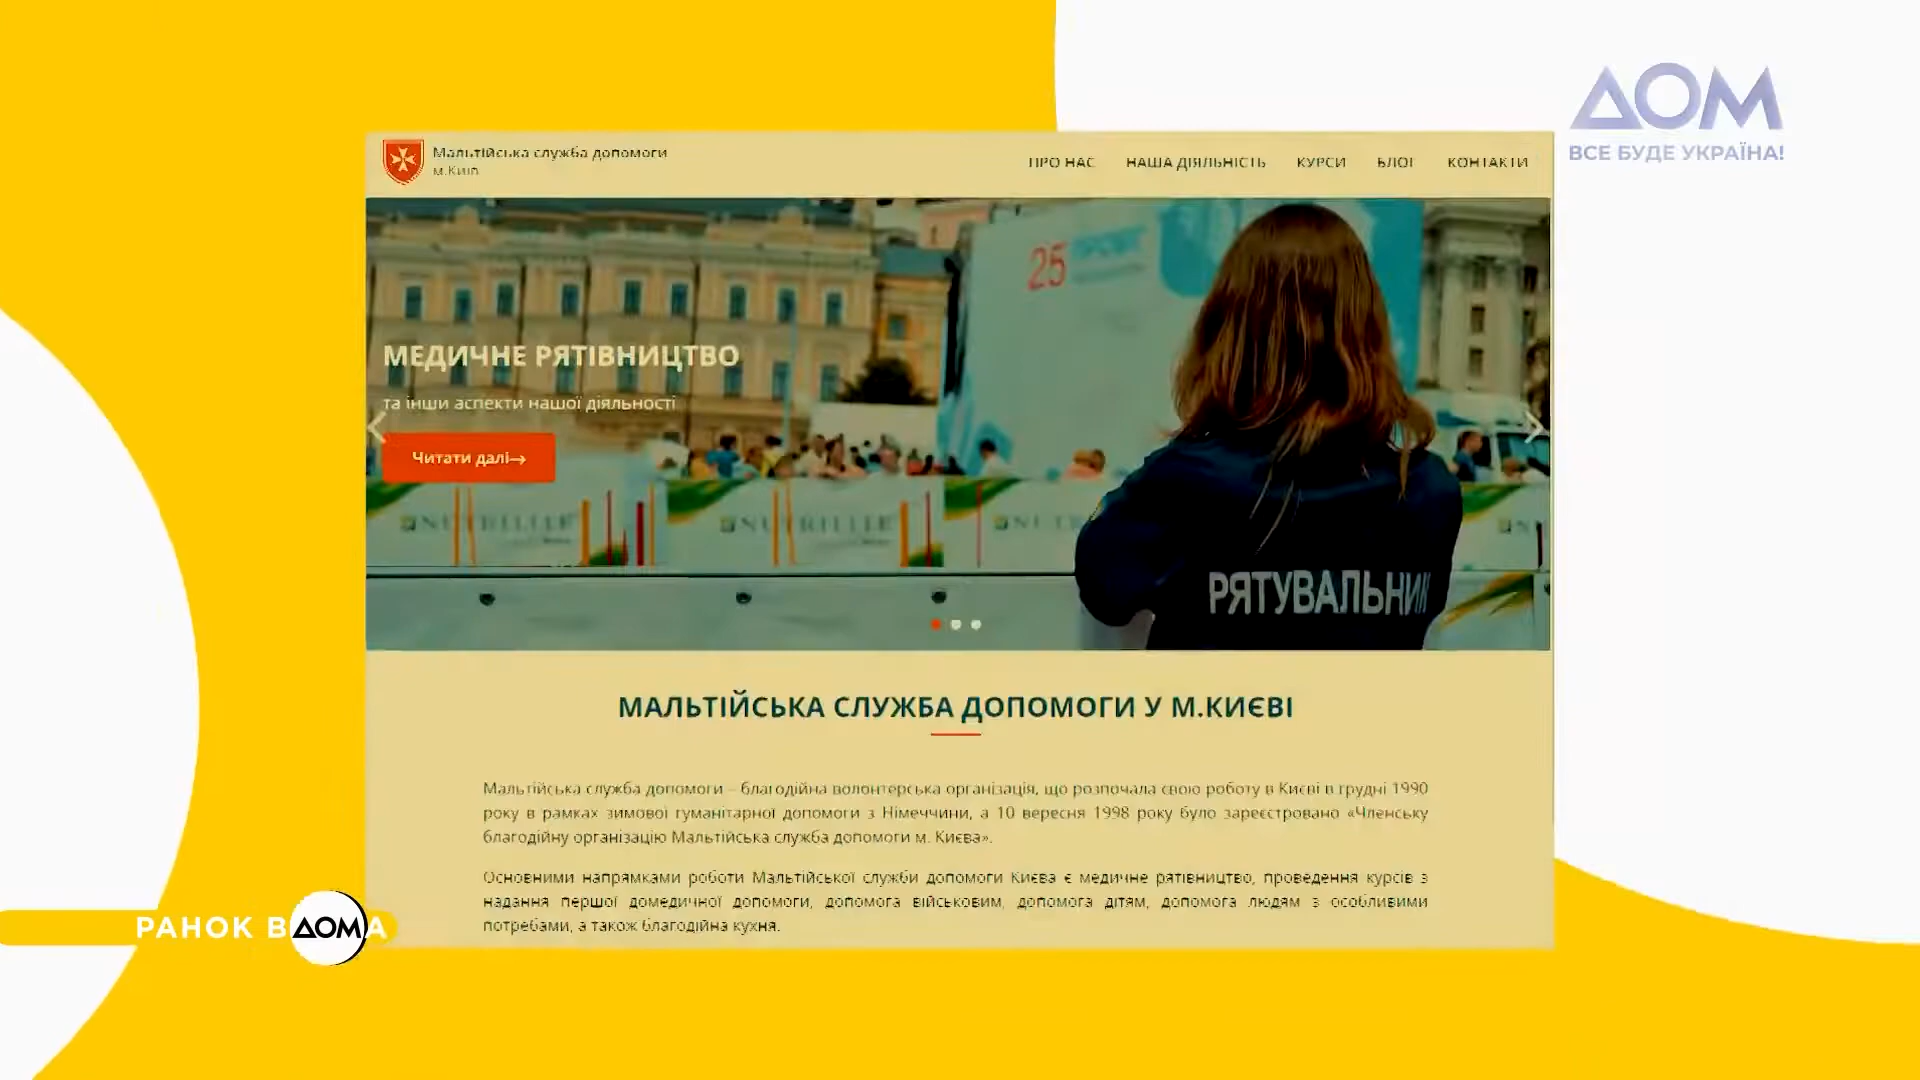 ДОМ
ВСЕ БУДЕ УКРАЇНА!
Мальтійська служба допомоги
м.Київ
ПРО НАС НАША ДІЯЛЬНІСТЬ КУРСИ БЛОГ КОНТАКТИ
25
МЕДИЧНЕ РЯТІВНИЦТВО
та інши аспекти нашої діяльності
Читати далі→
РЯТУВАЛЬНИК
МАЛЬТІЙСЬКА СЛУЖБА ДОПОМОГИ У М.КИЄВІ
Мальтійська служба допомоги – благодійна волонтерська організація, що розпочала свою роботу в Києві в грудні 1990
року в рамках зимової гуманітарної допомоги з Німеччини, а 10 вересня 1998 року було зареєстровано «Членську
благодійну організацію Мальтійська служба допомоги м. Києва».
Основними напрямками роботи Мальтійської служби допомоги Києва є медичне рятівництво, проведення курсів з
надання першої домедичної допомоги, допомога військовим, допомога дітям, допомога людям з особливими
потребами, а також благодійна кухня.
РАНОК ВДОМА